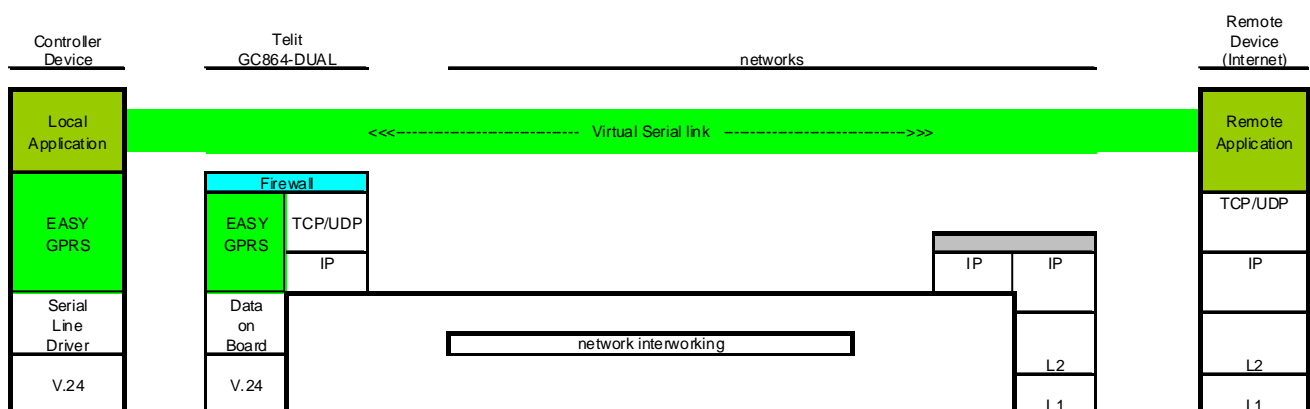 Controller
Device
Telit
GC864-DUAL
networks
Remote
Device
(Internet)
Local
Application
<<<------------------------------ Virtual Serial link ------------------------------>>>
Remote
Application
Firewall
EASY
GPRS
EASY
GPRS
TCP/UDP
IP
IP
IP
TCP/UDP
IP
Serial
Line
Driver
Data
on
Board
network interworking
L2
L2
V.24
V.24
L1
L1